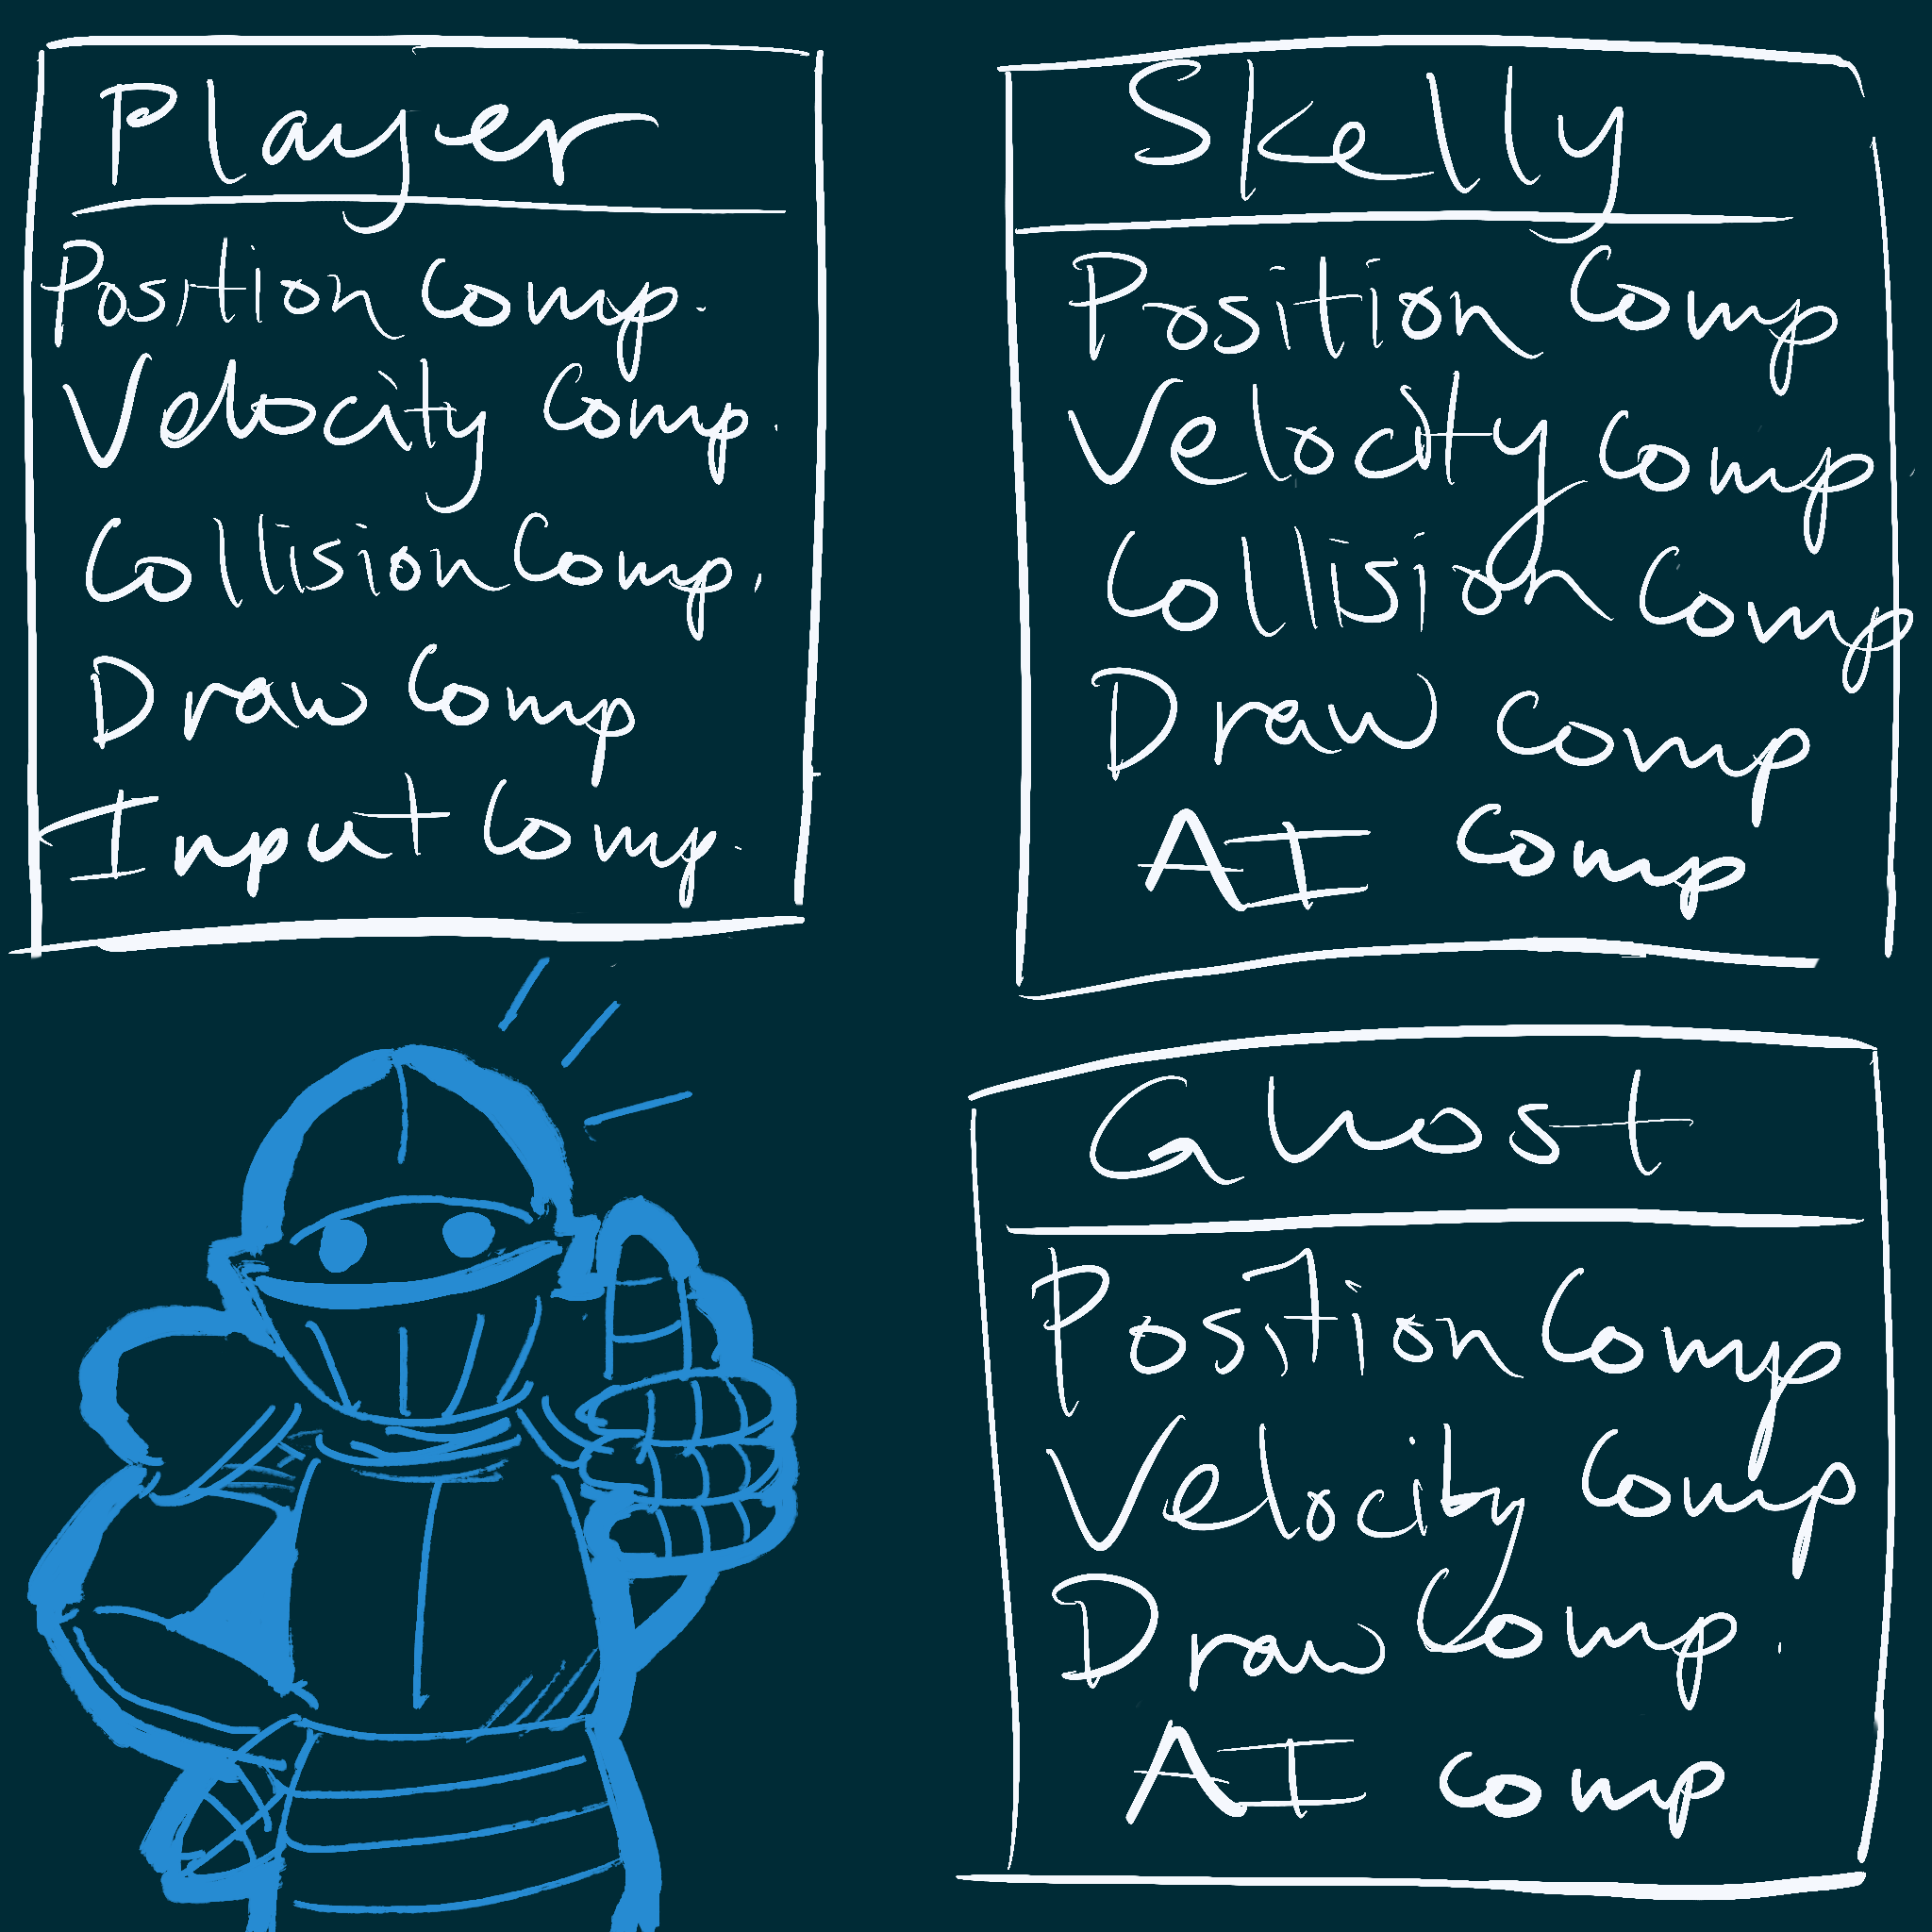 Player
Position Comp.
Velocity Comp.
Collision Comp.
Draw Comp
Input Comp.
Skelly
Position Comp
Velocity Comp
Collision Comp
Draw Comp
AI Comp
Ghost
Position Comp
Velocity Comp
Draw Comp.
AI Comp